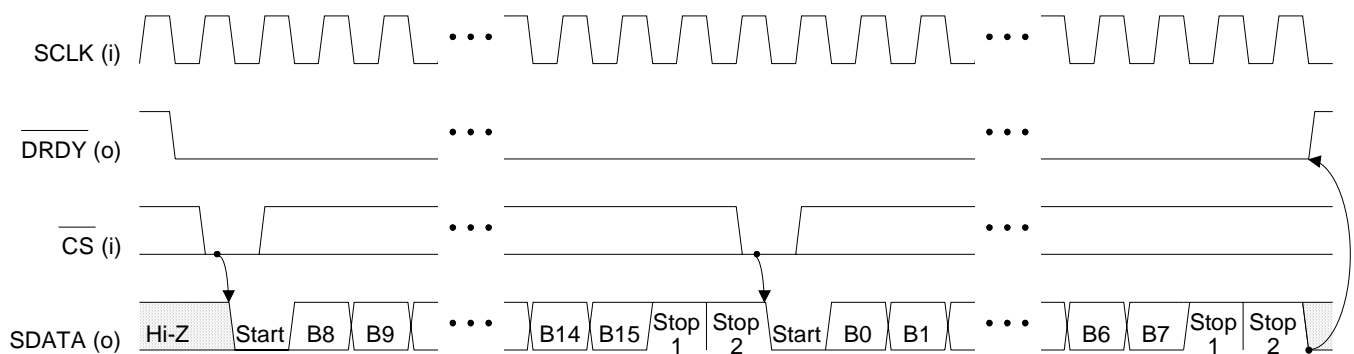 SCLK (i)
DRDY (o)
CS (i)
SDATA (o) Hi-Z Start B8 B9 B14 B15 Stop 1 Stop 2 Start B0 B1 B6 B7 Stop 1 Stop 2